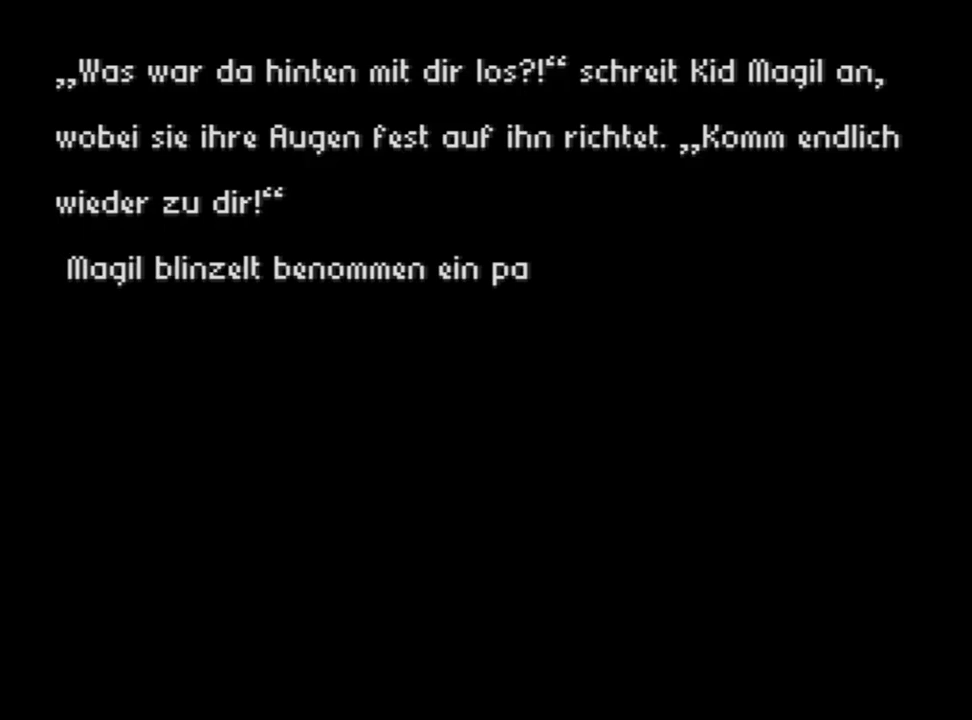 „Was war da hinten mit dir los?!“ schreit Kid Magil an,
wobei sie ihre Augen fest auf ihn richtet. „Komm endlich
wieder zu dir!“
Magil blinzelt benommen ein pa